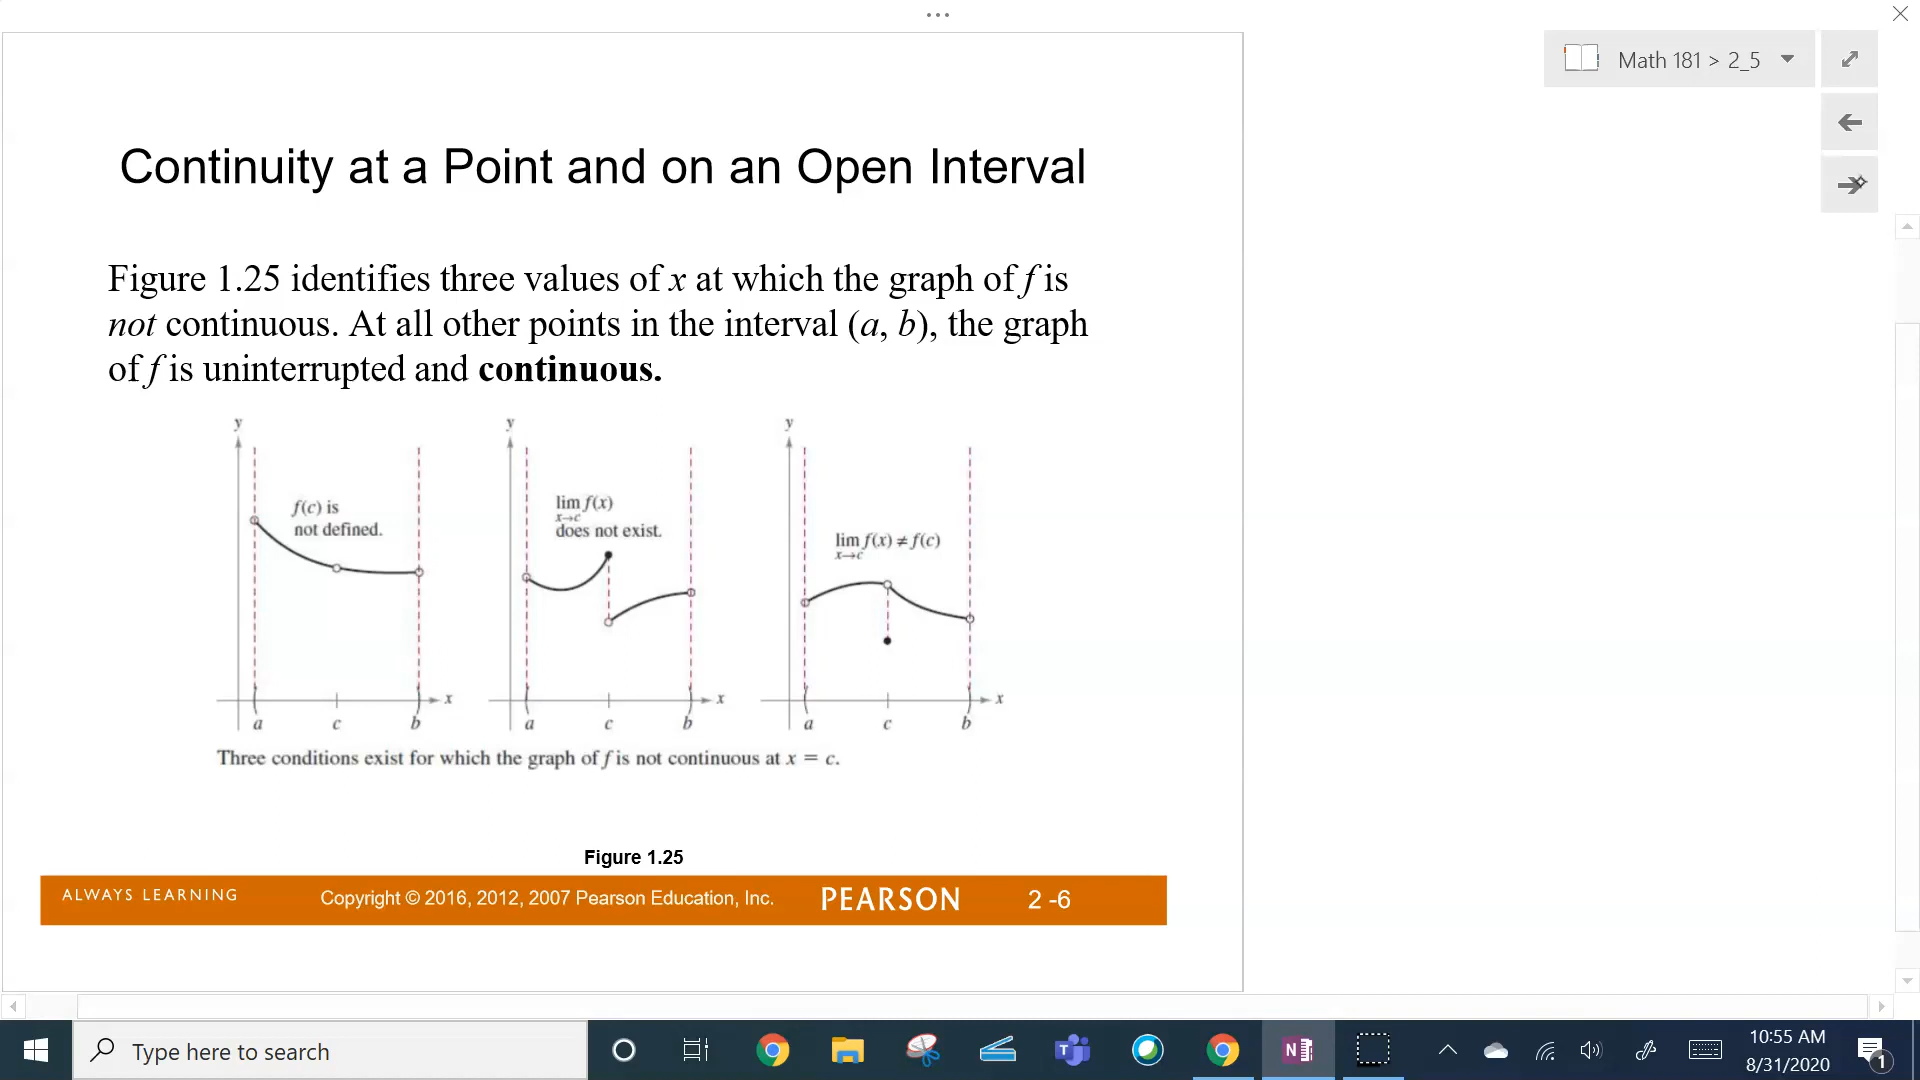 Math 181 > 2_5
Continuity at a Point and on an Open Interval
Figure 1.25 identifies three values of x at which the graph of f is
not continuous. At all other points in the interval (a, b), the graph
of f is uninterrupted and continuous.
y
f(c) is
not defined.
a
c
b
x
y
lim f(x)
x→c
does not exist.
a
c
b
x
y
lim f(x) ≠ f(c)
x→c
a
c
b
x
Three conditions exist for which the graph of f is not continuous at x = c.
Figure 1.25
ALWAYS LEARNING
Copyright © 2016, 2012, 2007 Pearson Education, Inc.
PEARSON
2 -6
Type here to search
N
10:55 AM
8/31/2020
1